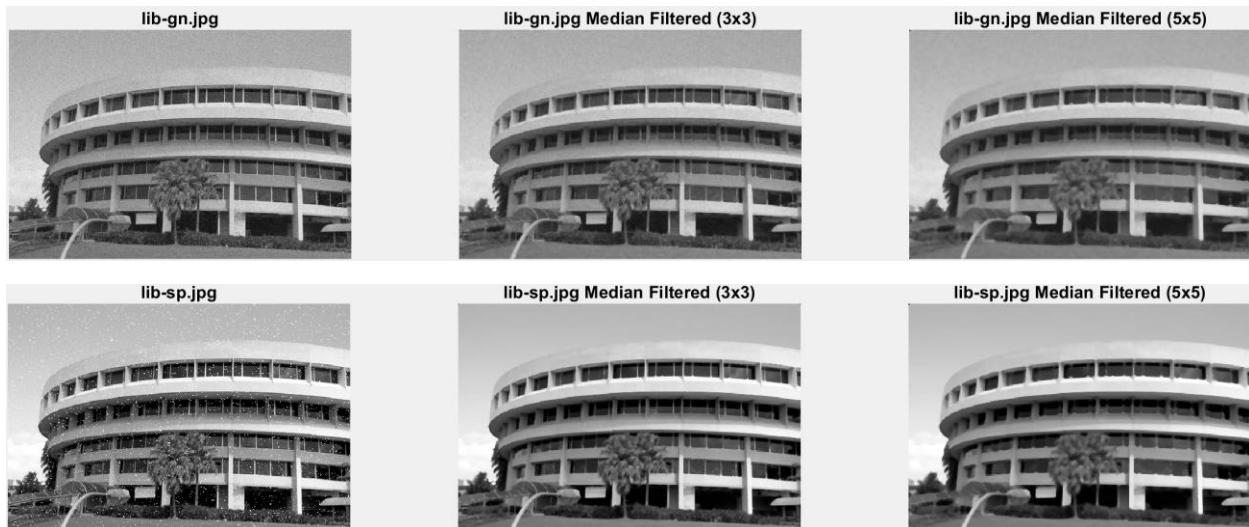 lib-gn.jpg
lib-gn.jpg Median Filtered (3x3)
lib-gn.jpg Median Filtered (5x5)
lib-sp.jpg
lib-sp.jpg Median Filtered (3x3)
lib-sp.jpg Median Filtered (5x5)